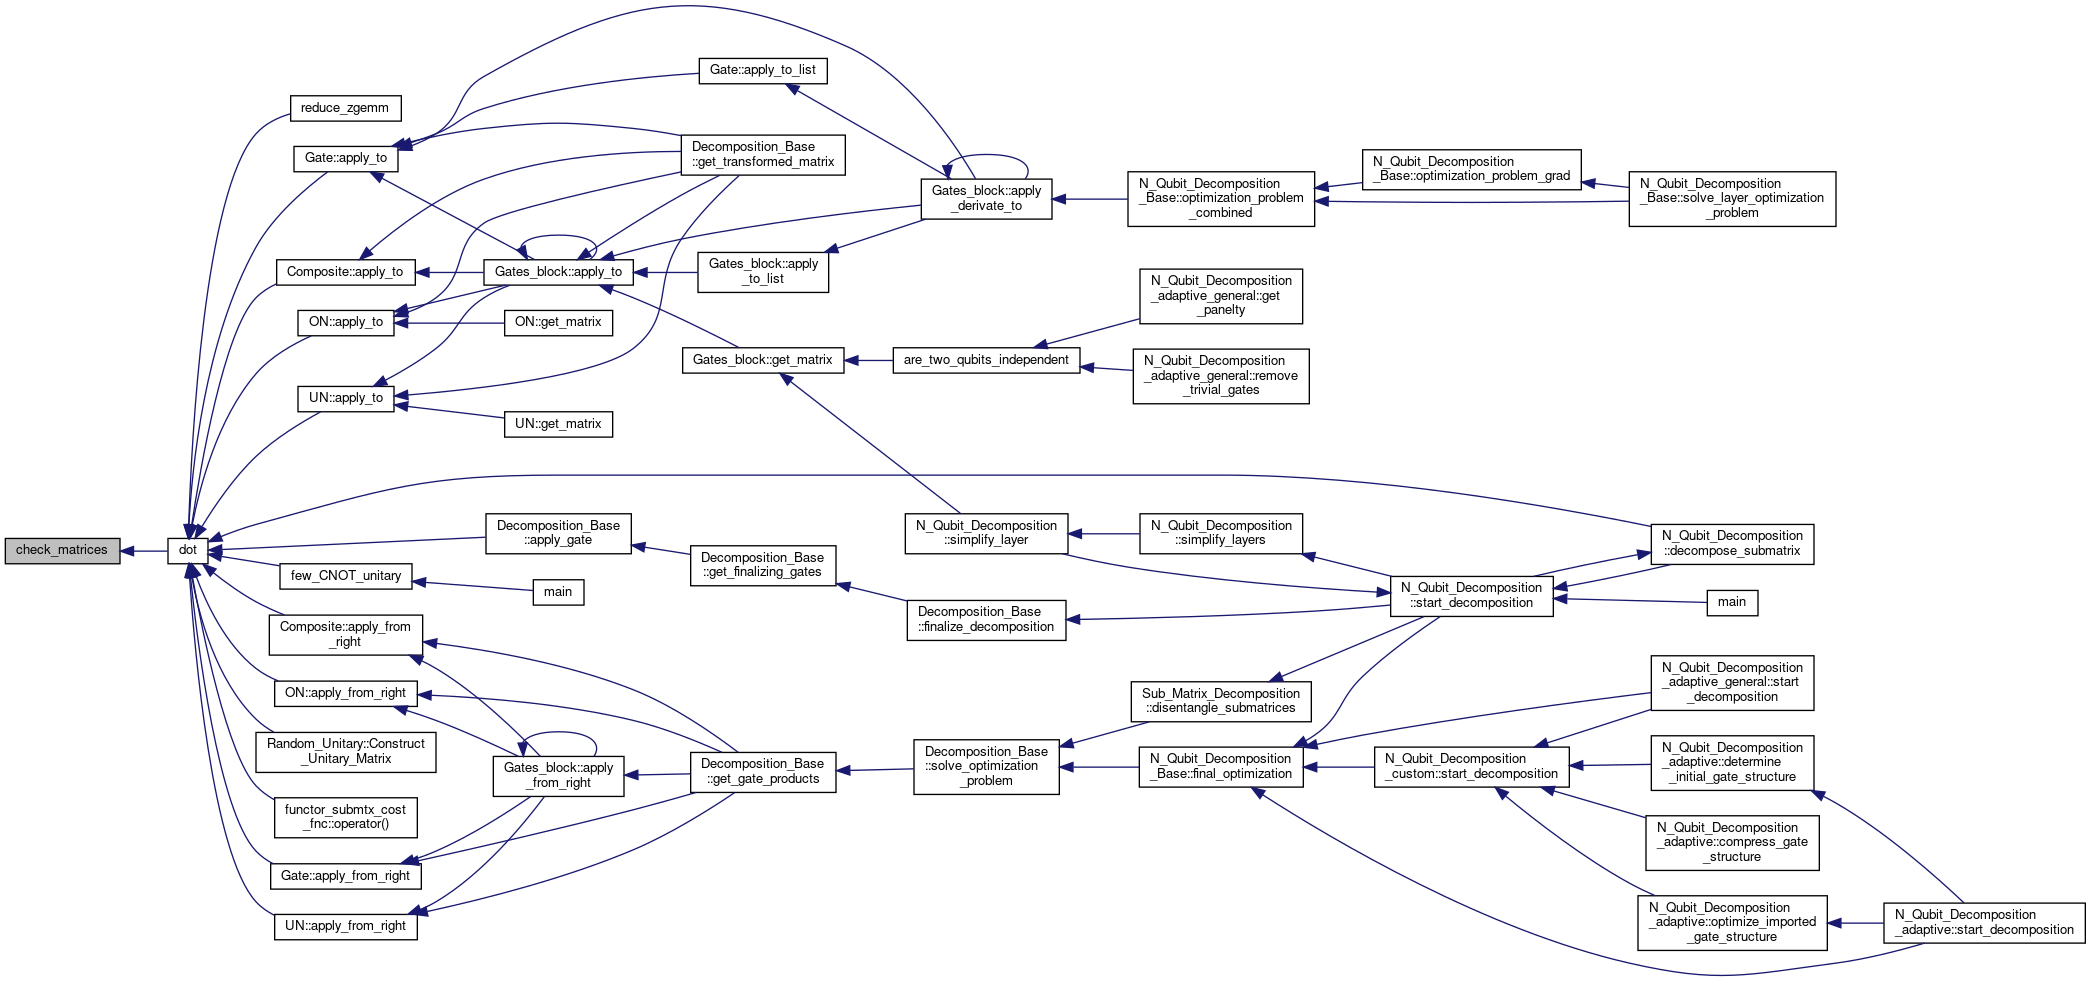 check_matrices
dot
reduce_zgemm
Gate::apply_to
Composite::apply_to
ON::apply_to
UN::apply_to
few_CNOT_unitary
Composite::apply_from
_right
ON::apply_from_right
Random_Unitary::Construct
_Unitary_Matrix
functor_submtx_cost
_fnc::operator()
Gate::apply_from_right
UN::apply_from_right
Gates_block::apply_to
ON::get_matrix
UN::get_matrix
Decomposition_Base
::apply_gate
main
Gates_block::apply
_from_right
Gate::apply_to_list
Decomposition_Base
::get_transformed_matrix
Gates_block::apply
_to_list
Gates_block::get_matrix
Decomposition_Base
::get_finalizing_gates
Decomposition_Base
::get_gate_products
Gates_block::apply
_derivate_to
are_two_qubits_independent
N_Qubit_Decomposition
::simplify_layer
Decomposition_Base
::finalize_decomposition
Decomposition_Base
::solve_optimization
_problem
N_Qubit_Decomposition
_Base::optimization_problem
_combined
N_Qubit_Decomposition
_adaptive_general::get
_panelty
N_Qubit_Decomposition
_adaptive_general::remove
_trivial_gates
N_Qubit_Decomposition
::simplify_layers
Sub_Matrix_Decomposition
::disentangle_submatrices
N_Qubit_Decomposition
_Base::final_optimization
N_Qubit_Decomposition
_Base::optimization_problem_grad
N_Qubit_Decomposition
::start_decomposition
N_Qubit_Decomposition
_custom::start_decomposition
N_Qubit_Decomposition
_Base::solve_layer_optimization
_problem
N_Qubit_Decomposition
::decompose_submatrix
main
N_Qubit_Decomposition
_adaptive_general::start
_decomposition
N_Qubit_Decomposition
_adaptive::determine
_initial_gate_structure
N_Qubit_Decomposition
_adaptive::compress_gate
_structure
N_Qubit_Decomposition
_adaptive::optimize_imported
_gate_structure
N_Qubit_Decomposition
_adaptive::start_decomposition